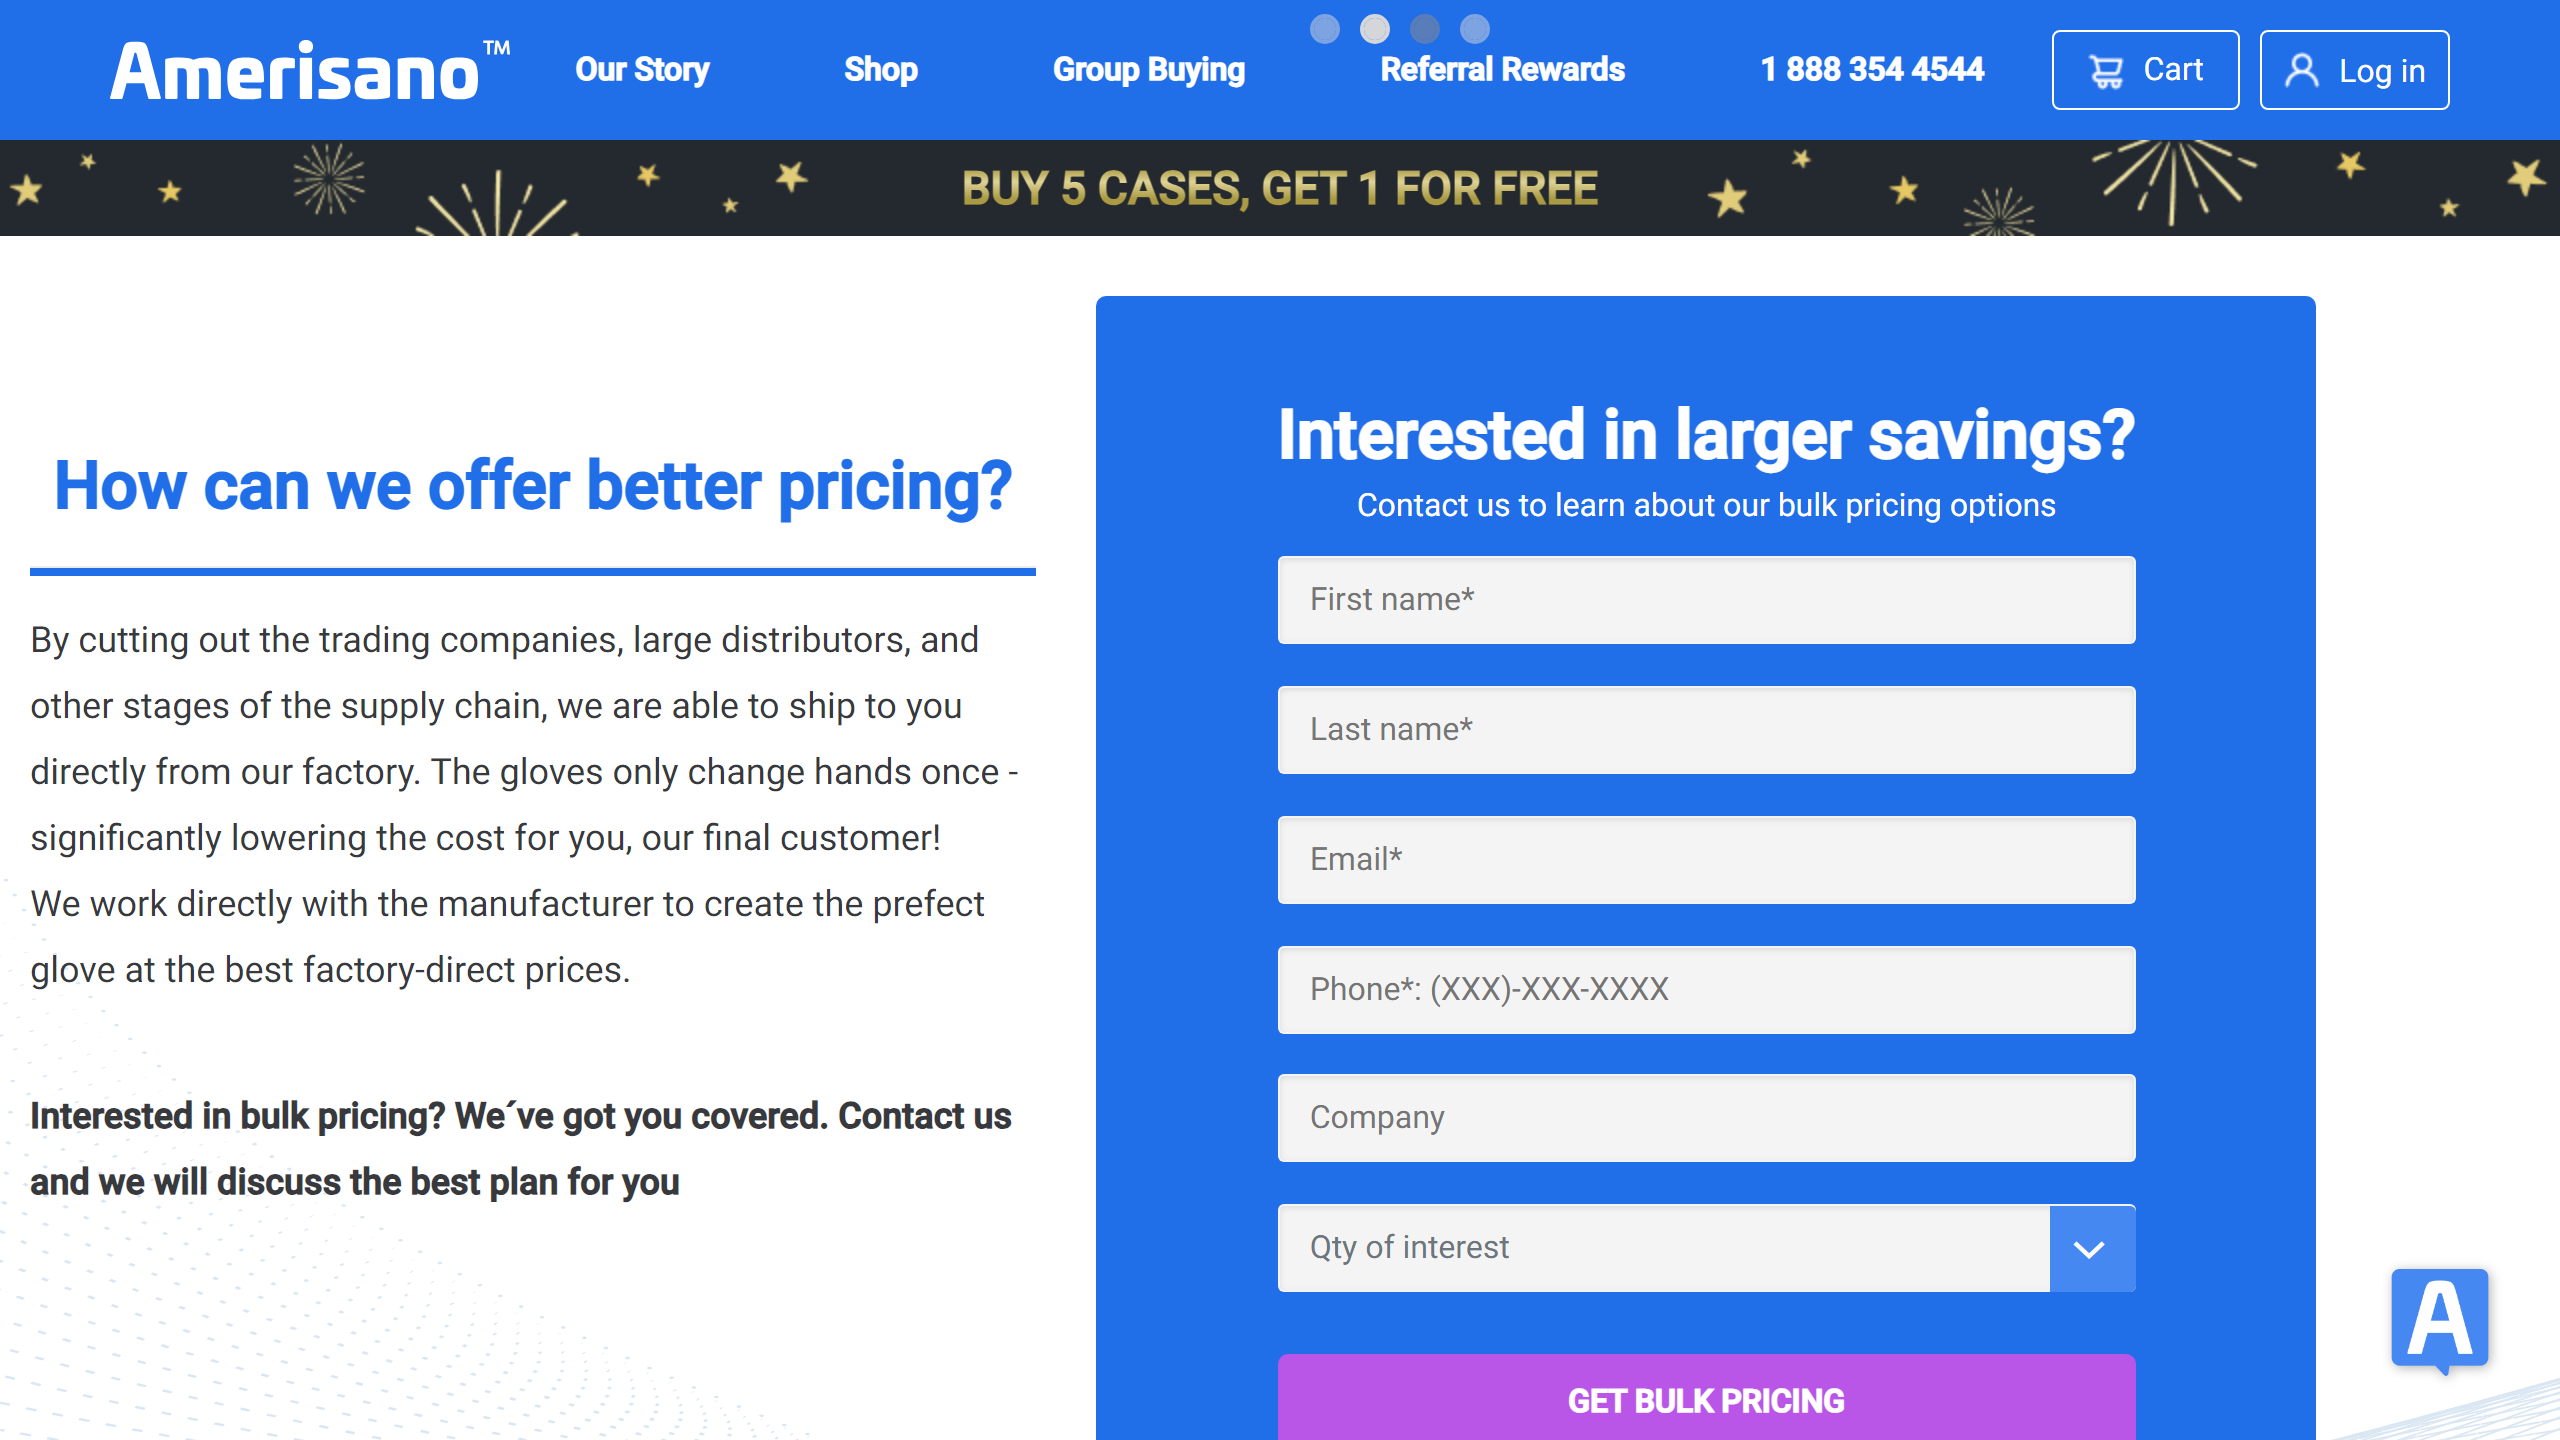 Amerisano™
Our Story
Shop
Group Buying
Referral Rewards
1 888 354 4544
Cart
Log in
BUY 5 CASES, GET 1 FOR FREE
How can we offer better pricing?
By cutting out the trading companies, large distributors, and
other stages of the supply chain, we are able to ship to you
directly from our factory. The gloves only change hands once -
significantly lowering the cost for you, our final customer!
We work directly with the manufacturer to create the prefect
glove at the best factory-direct prices.
Interested in bulk pricing? We´ve got you covered. Contact us
and we will discuss the best plan for you
Interested in larger savings?
Contact us to learn about our bulk pricing options
First name*
Last name*
Email*
Phone*: (XXX)-XXX-XXXX
Company
Qty of interest
GET BULK PRICING
A